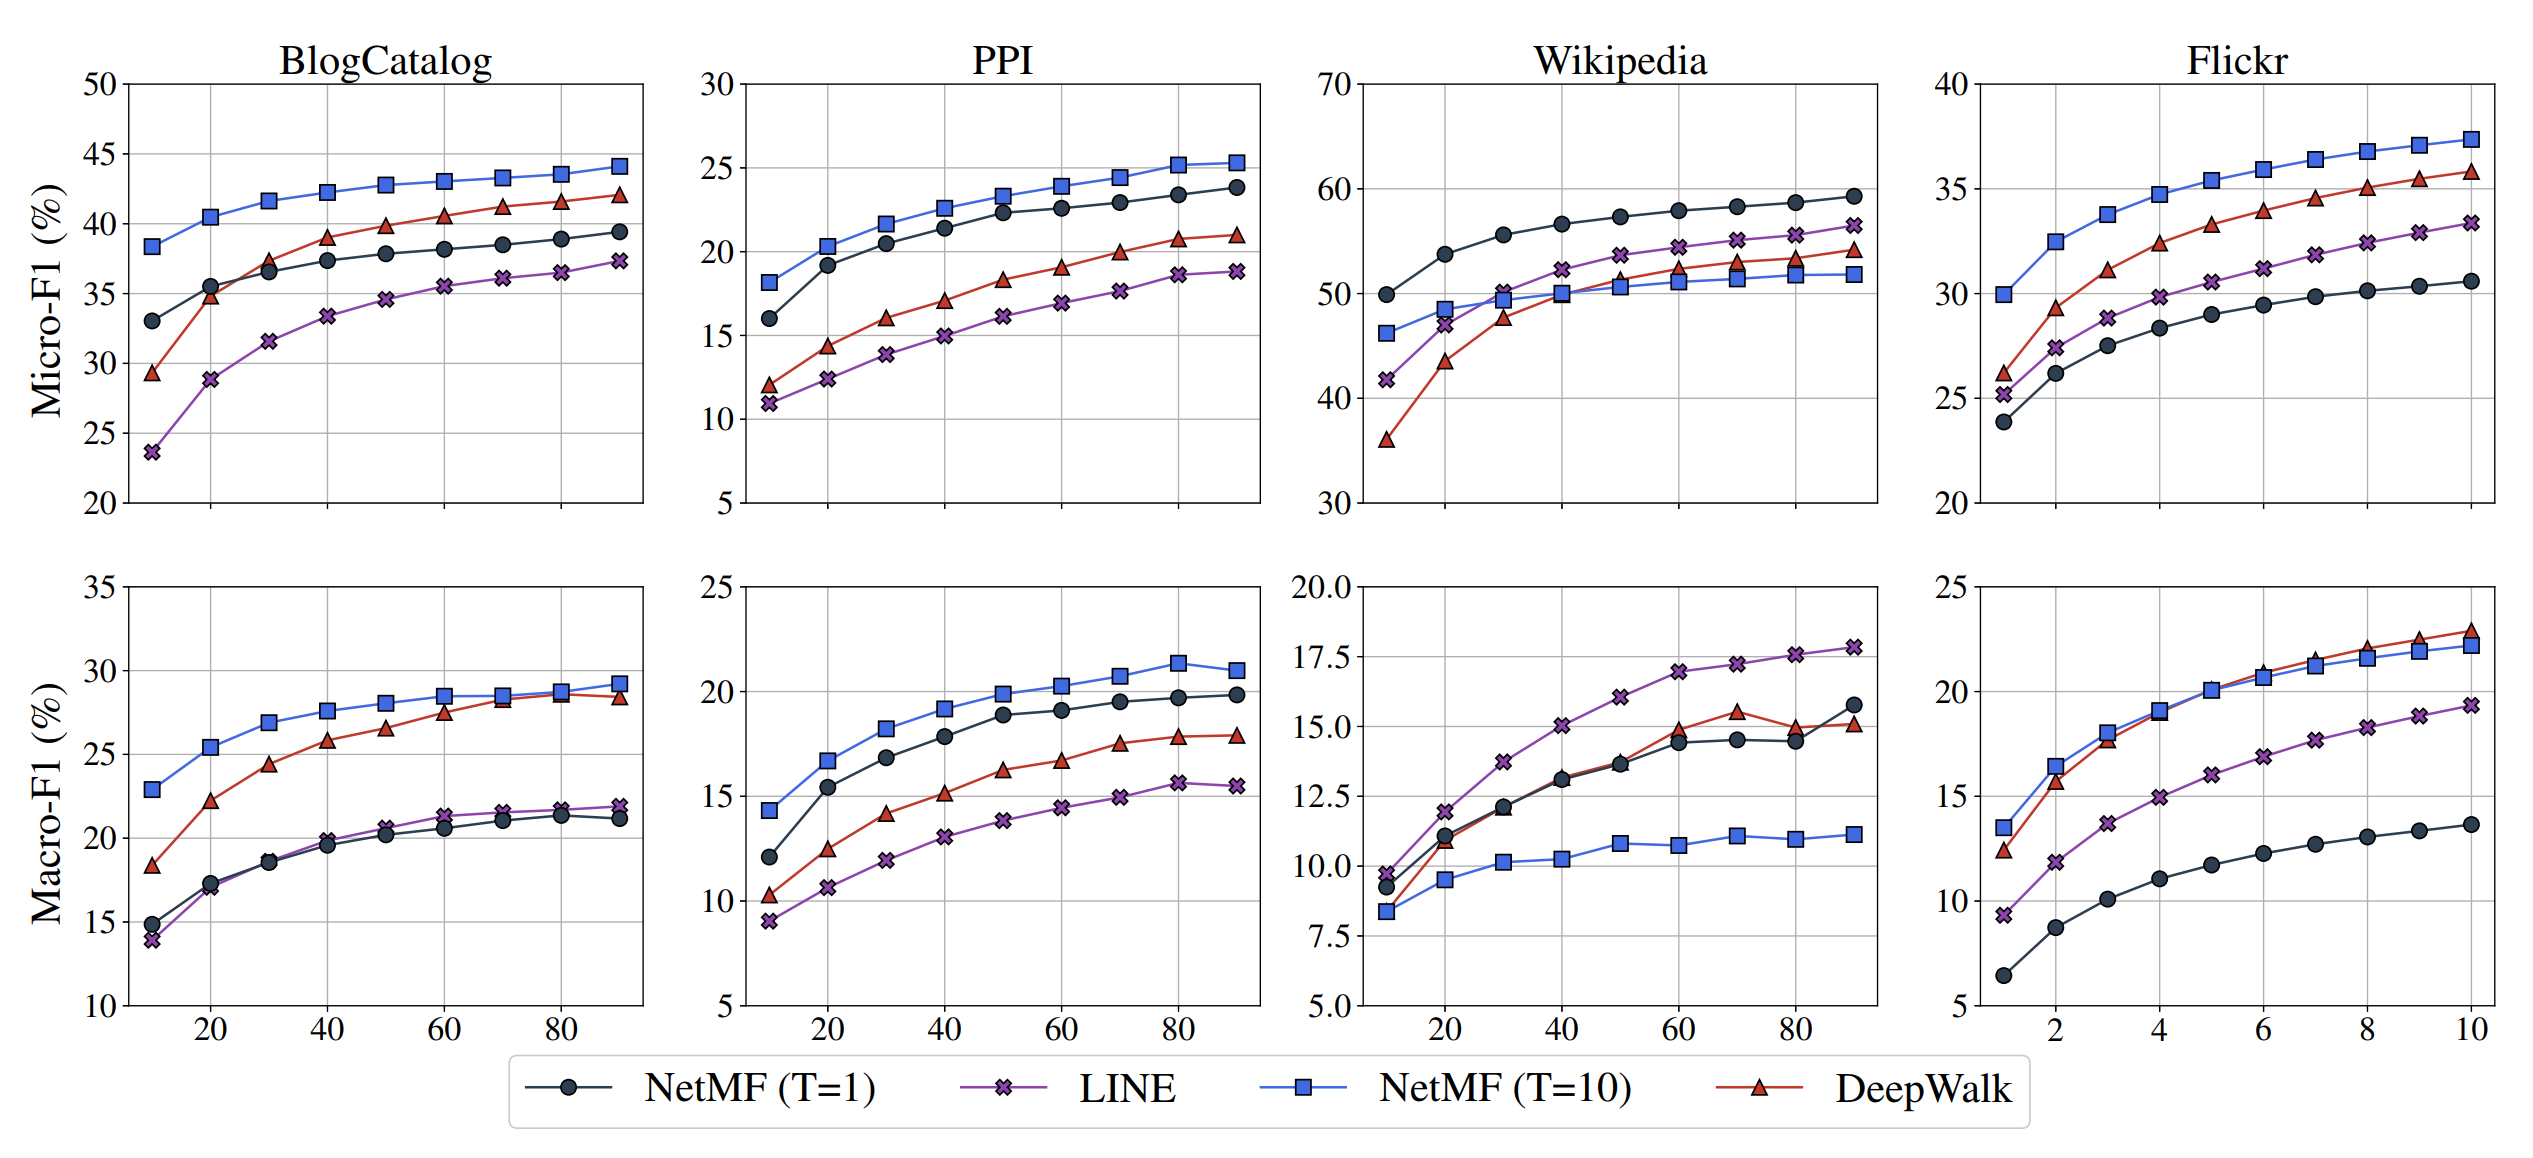 BlogCatalog PPI Wikipedia Flickr
Micro-F1 (%)
50 45 40 35 30 25 20
30 25 20 15 10 5
70 60 50 40 30
40 35 30 25 20
Macro-F1 (%)
35 30 25 20 15 10
25 20 15 10 5
20.0 17.5 15.0 12.5 10.0 7.5 5.0
25 20 15 10 5
20 40 60 80
20 40 60 80
20 40 60 80
2 4 6 8 10
NetMF (T=1) LINE NetMF (T=10) DeepWalk